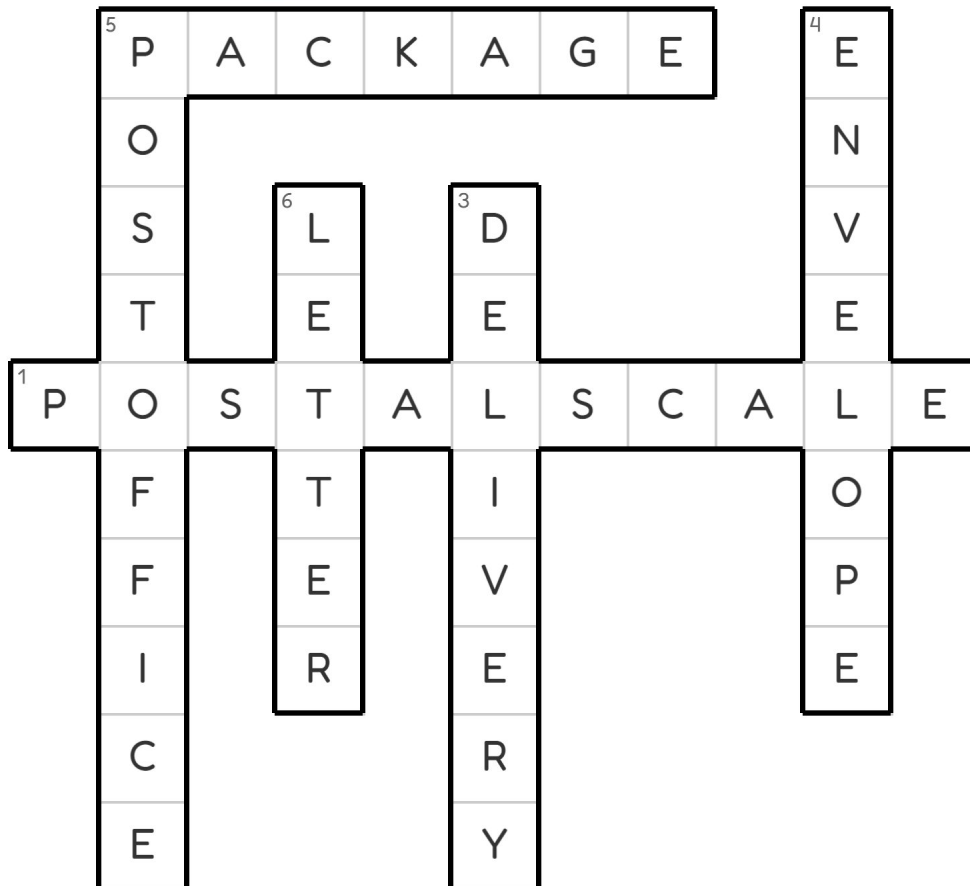 5 P A C K A G E 4 E
O N
S 6 L 3 D V
T E E E
1 P O S T A L S C A L E
F T I O
F E V P
I R E E
C R
E Y